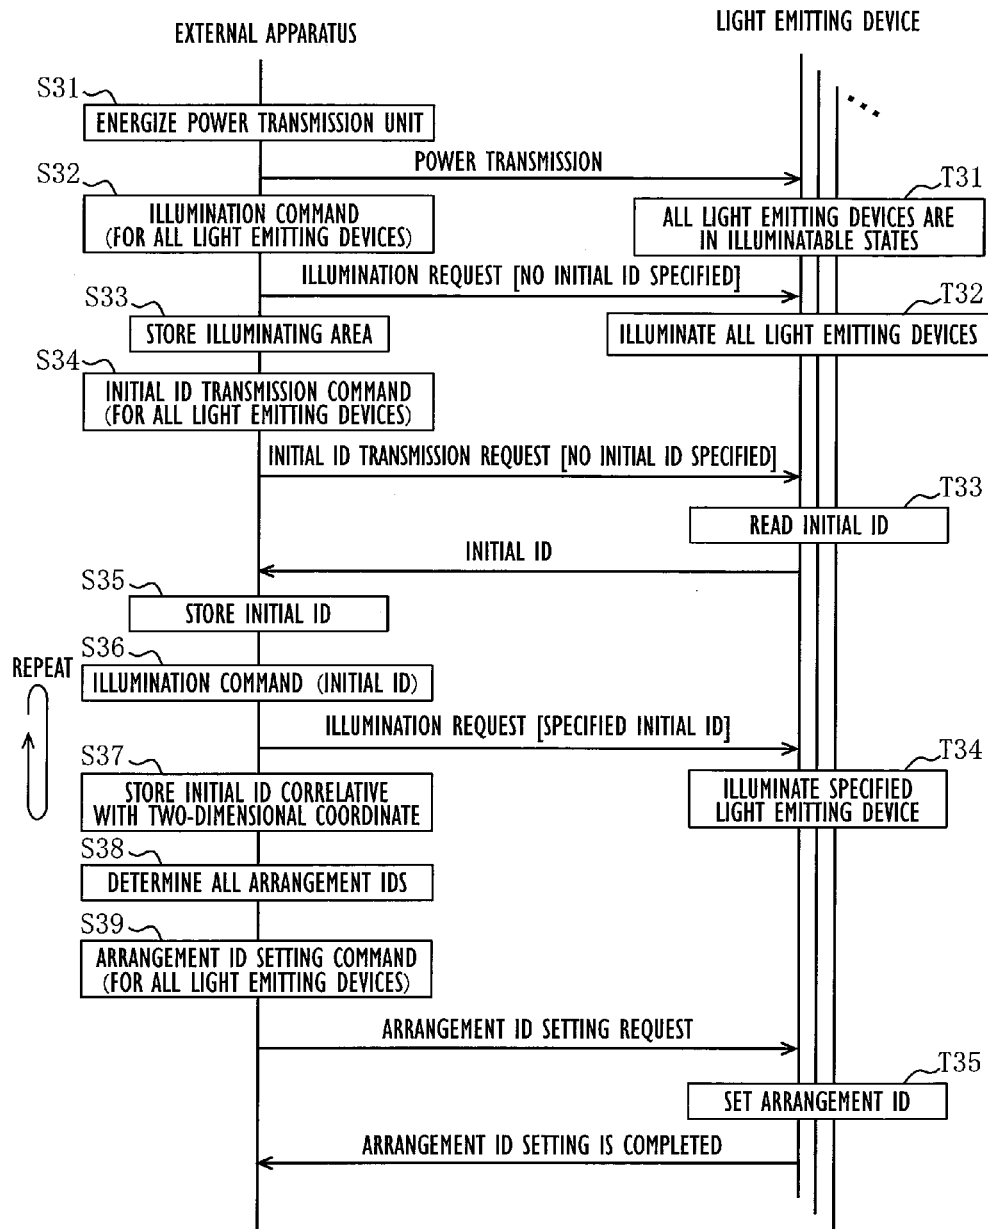 EXTERNAL APPARATUS
LIGHT EMITTING DEVICE
S31
ENERGIZE POWER TRANSMISSION UNIT
POWER TRANSMISSION
S32
ILLUMINATION COMMAND
(FOR ALL LIGHT EMITTING DEVICES)
T31
ALL LIGHT EMITTING DEVICES ARE
IN ILLUMINATABLE STATES
ILLUMINATION REQUEST [NO INITIAL ID SPECIFIED]
S33
STORE ILLUMINATING AREA
T32
ILLUMINATE ALL LIGHT EMITTING DEVICES
S34
INITIAL ID TRANSMISSION COMMAND
(FOR ALL LIGHT EMITTING DEVICES)
INITIAL ID TRANSMISSION REQUEST [NO INITIAL ID SPECIFIED]
T33
READ INITIAL ID
INITIAL ID
S35
STORE INITIAL ID
S36
REPEAT
ILLUMINATION COMMAND (INITIAL ID)
ILLUMINATION REQUEST [SPECIFIED INITIAL ID]
S37
STORE INITIAL ID CORRELATIVE
WITH TWO-DIMENSIONAL COORDINATE
T34
ILLUMINATE SPECIFIED
LIGHT EMITTING DEVICE
S38
DETERMINE ALL ARRANGEMENT IDS
S39
ARRANGEMENT ID SETTING COMMAND
(FOR ALL LIGHT EMITTING DEVICES)
ARRANGEMENT ID SETTING REQUEST
T35
SET ARRANGEMENT ID
ARRANGEMENT ID SETTING IS COMPLETED